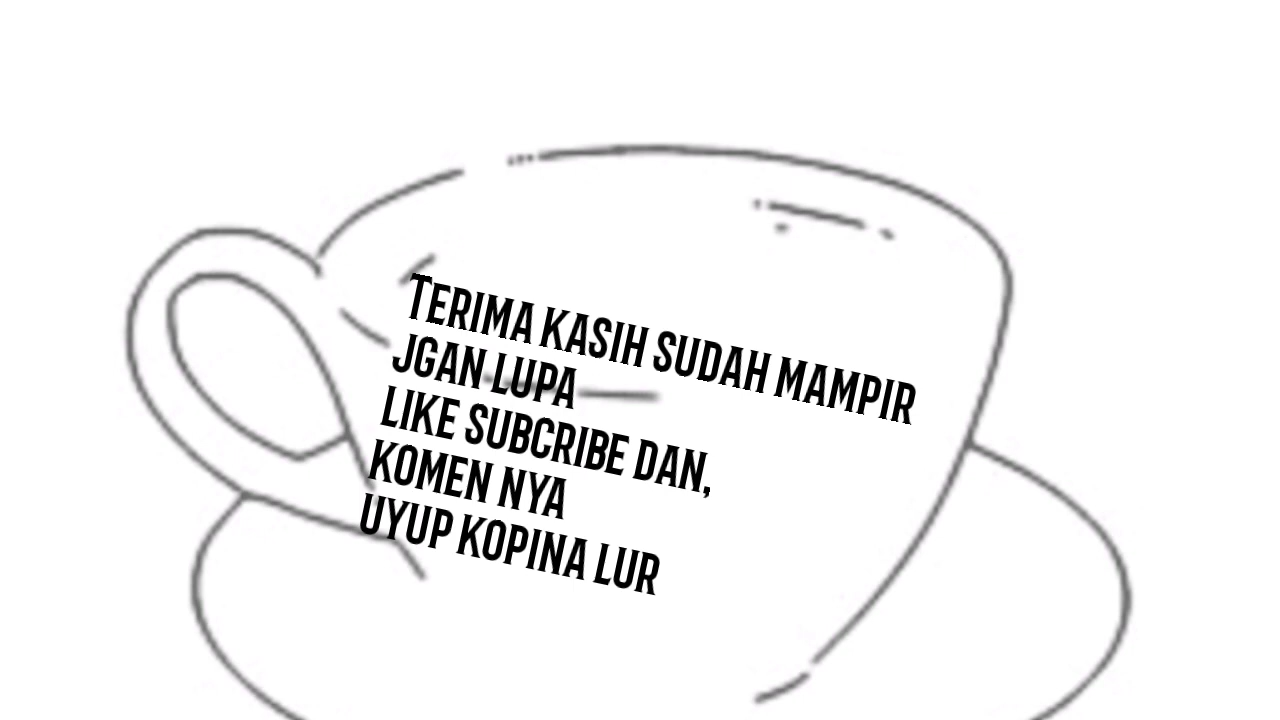 Terima kasih sudah mampir
jgan lupa
like subcribe dan,
komen nya
uyup kopina lur